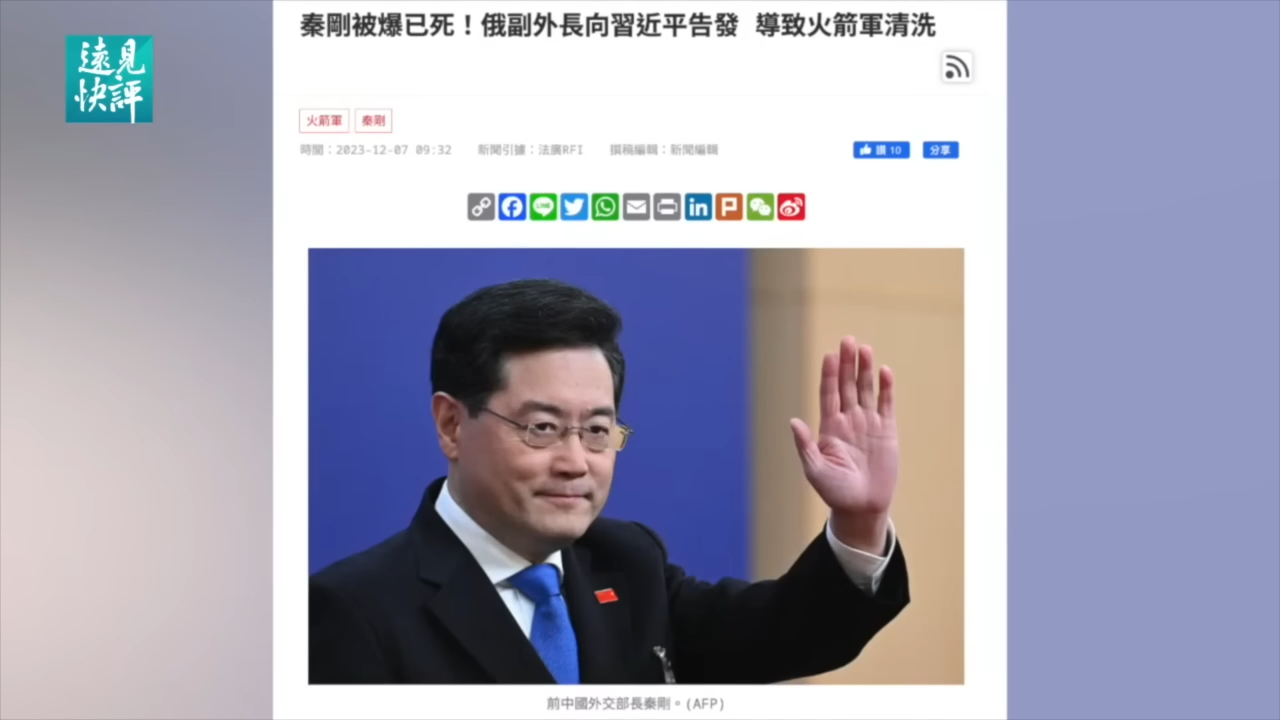 秦剛被爆已死！俄副外長向習近平告發 導致火箭軍清洗
遠見
快評
火箭軍 秦剛
時間：2023-12-07 09:32 新聞引據：法廣RFI 撰稿編輯：新聞編輯
讚 10 分享
LINE
in
P
前中國外交部長秦剛。(AFP)